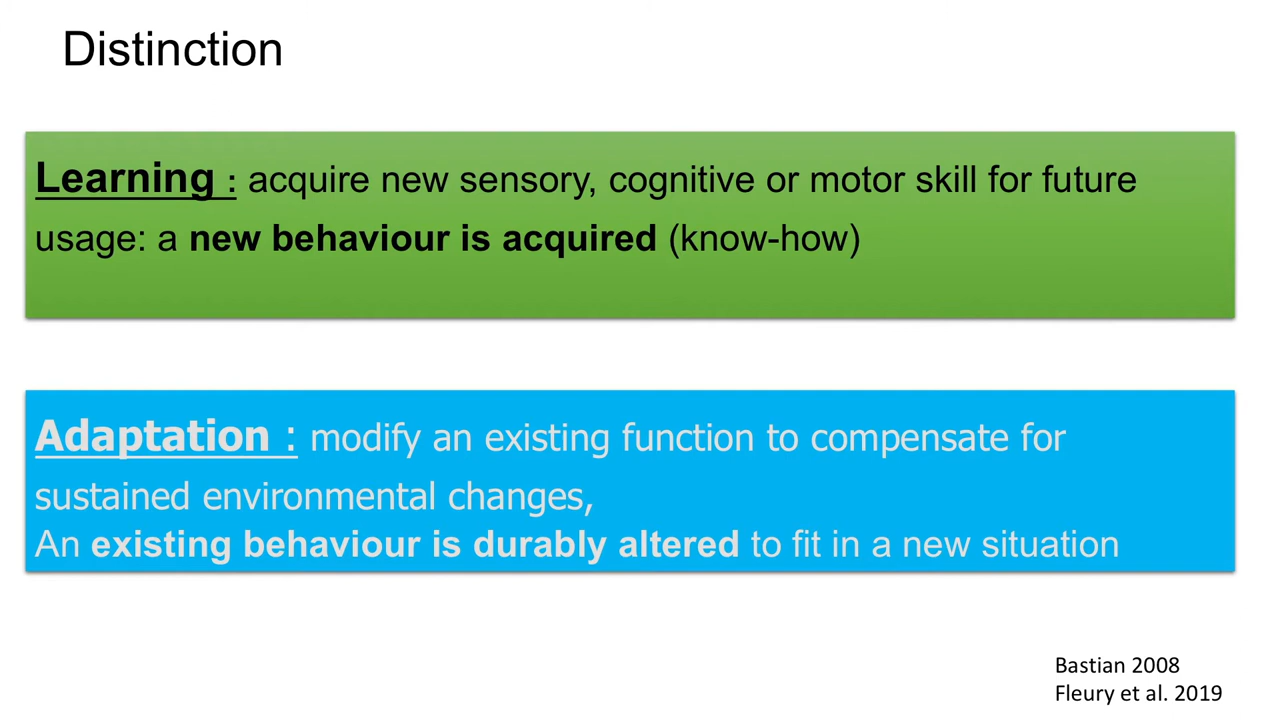 Distinction
Learning : acquire new sensory, cognitive or motor skill for future
usage: a new behaviour is acquired (know-how)
Adaptation : modify an existing function to compensate for
sustained environmental changes,
An existing behaviour is durably altered to fit in a new situation
Bastian 2008
Fleury et al. 2019